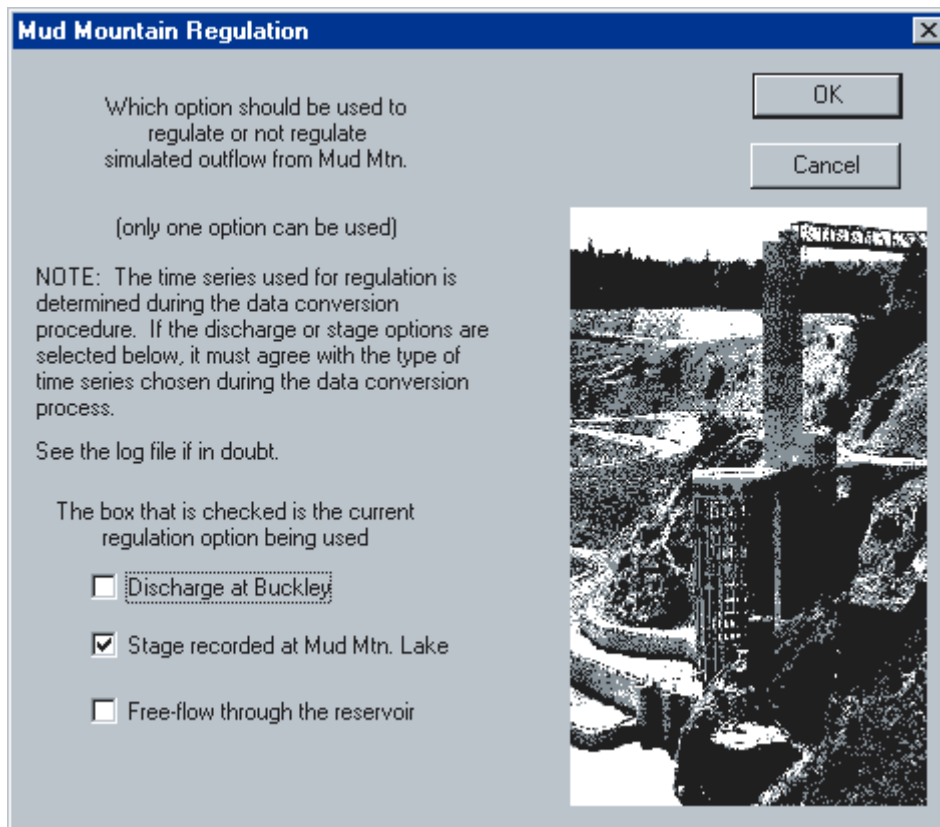 Mud Mountain Regulation
Which option should be used to
regulate or not regulate
simulated outflow from Mud Mtn.
OK
Cancel
(only one option can be used)
NOTE:  The time series used for regulation is
determined during the data conversion
procedure.  If the discharge or stage options are
selected below, it must agree with the type of
time series chosen during the data conversion
process.
See the log file if in doubt.
The box that is checked is the current
regulation option being used
Discharge at Buckley
Stage recorded at Mud Mtn. Lake
Free-flow through the reservoir